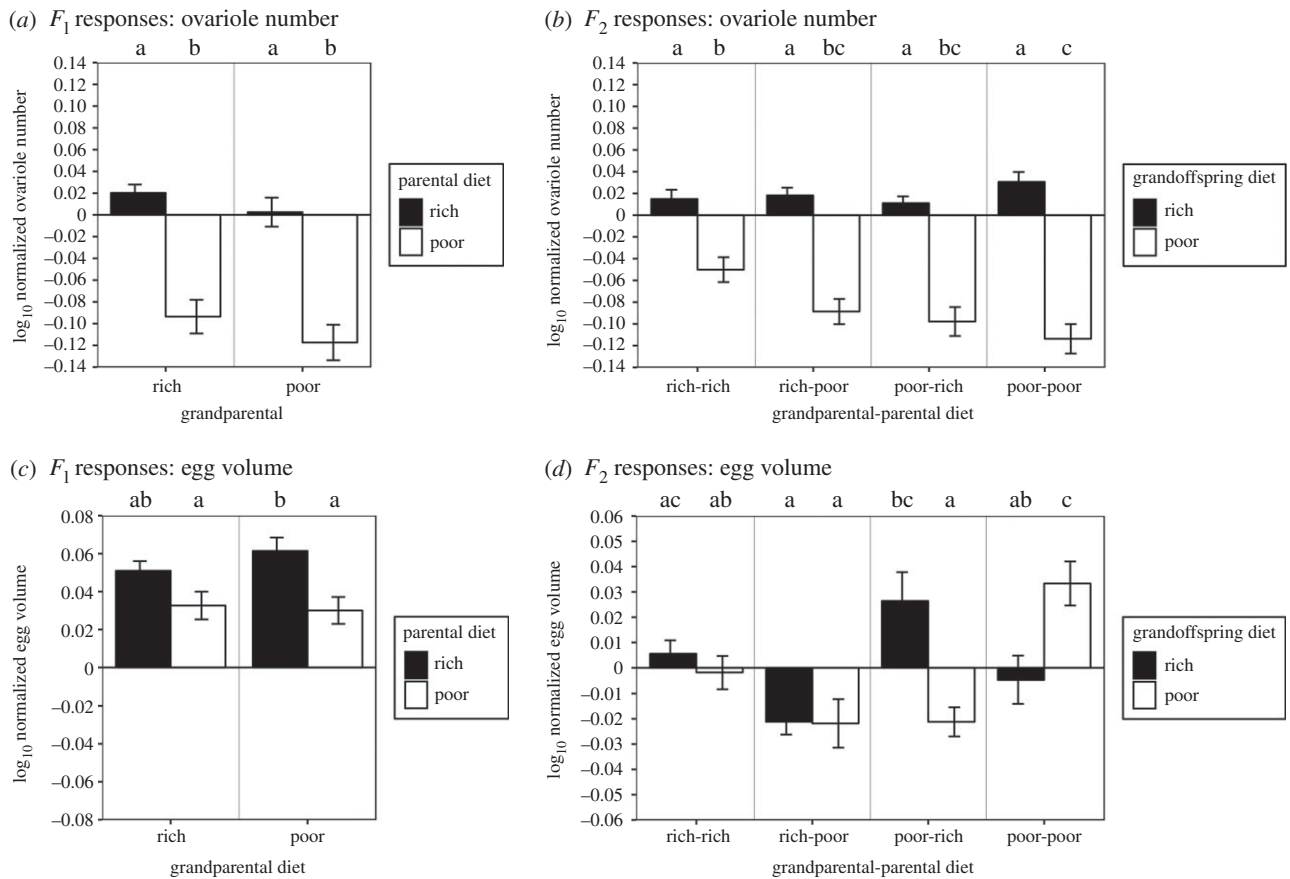 (a) F1 responses: ovariole number
a b a b
0.14
0.12
0.10
0.08
0.06
0.04
0.02
0
–0.02
–0.04
–0.06
–0.08
–0.10
–0.12
–0.14
log10 normalized ovariole number
rich poor
grandparental
parental diet
rich
poor
(b) F2 responses: ovariole number
a b a bc a bc a c
0.14
0.12
0.10
0.08
0.06
0.04
0.02
0
–0.02
–0.04
–0.06
–0.08
–0.10
–0.12
–0.14
log10 normalized ovariole number
rich-rich rich-poor poor-rich poor-poor
grandparental-parental diet
grandoffspring diet
rich
poor
(c) F1 responses: egg volume
ab a b a
0.08
0.06
0.04
0.02
0
–0.02
–0.04
–0.06
–0.08
log10 normalized egg volume
rich poor
grandparental diet
parental diet
rich
poor
(d) F2 responses: egg volume
ac ab a a bc a ab c
0.06
0.05
0.04
0.03
0.02
0.01
0
–0.01
–0.02
–0.03
–0.04
–0.05
–0.06
log10 normalized egg volume
rich-rich rich-poor poor-rich poor-poor
grandparental-parental diet
grandoffspring diet
rich
poor